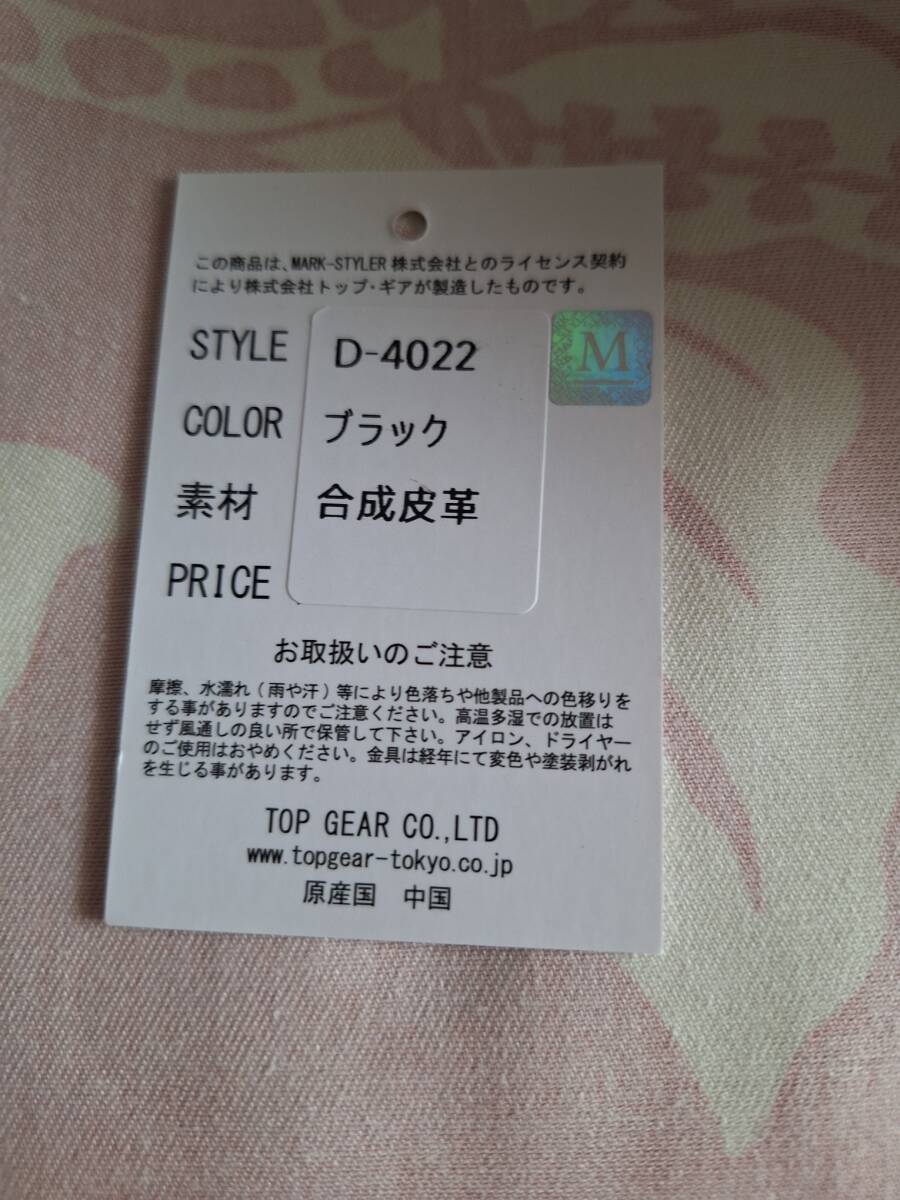 この商品は、MARK-STYLER 株式会社とのライセンス契約
により株式会社トップ・ギアが製造したものです。
STYLE D-4022
M
COLOR ブラック
素材 合成皮革
PRICE
お取扱いのご注意
摩擦、水濡れ（雨や汗）等により色落ちや他製品への色移りを
する事がありますのでご注意ください。高温多湿での放置は
せず風通しの良い所で保管して下さい。アイロン、ドライヤー
のご使用はおやめください。金具は経年にて変色や塗装剥がれ
を生じる事があります。
TOP GEAR CO.,LTD
www.topgear-tokyo.co.jp
原産国 中国